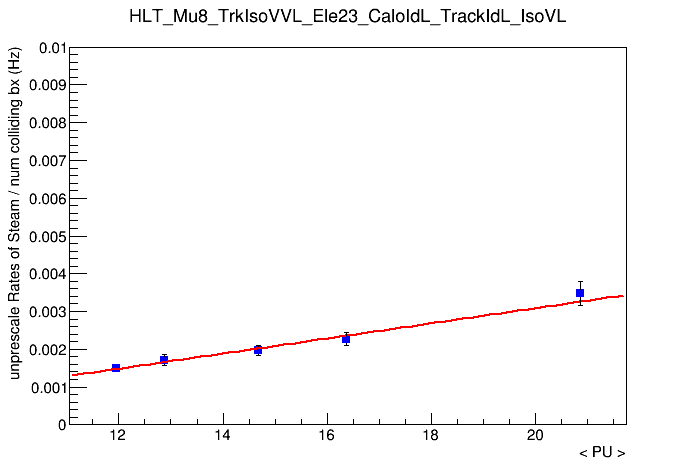 HLT_Mu8_TrkIsoVVL_Ele23_CaloIdL_TrackIdL_IsoVL
unprescale Rates of Steam / num colliding bx (Hz)
0.01
0.009
0.008
0.007
0.006
0.005
0.004
0.003
0.002
0.001
0
12 14 16 18 20
< PU >